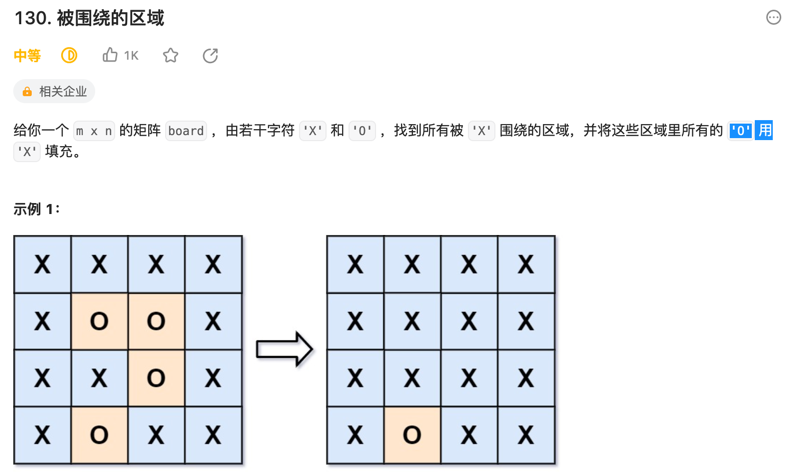 130. 被围绕的区域
中等 1K
相关企业
给你一个 m x n 的矩阵 board ，由若干字符 'X' 和 'O' ，找到所有被 'X' 围绕的区域，并将这些区域里所有的 'O' 用
'X' 填充。
示例 1：
X X X X X X X X
X O O X X X X X
X X O X X X X X
X O X X X O X X